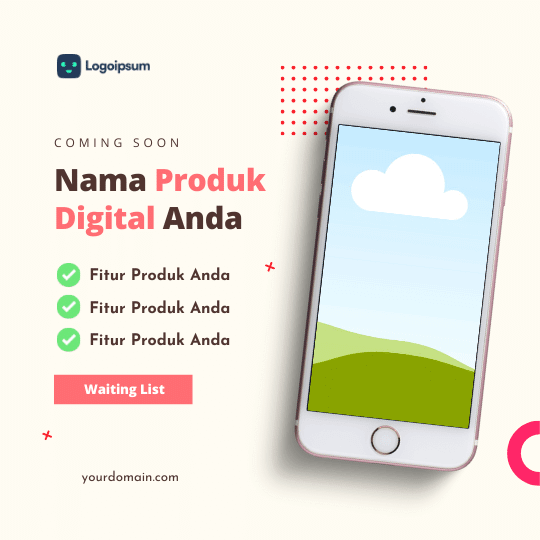 Logoipsum
COMING SOON
Nama Produk
Digital Anda
Fitur Produk Anda
Fitur Produk Anda
Fitur Produk Anda
Waiting List
yourdomain.com